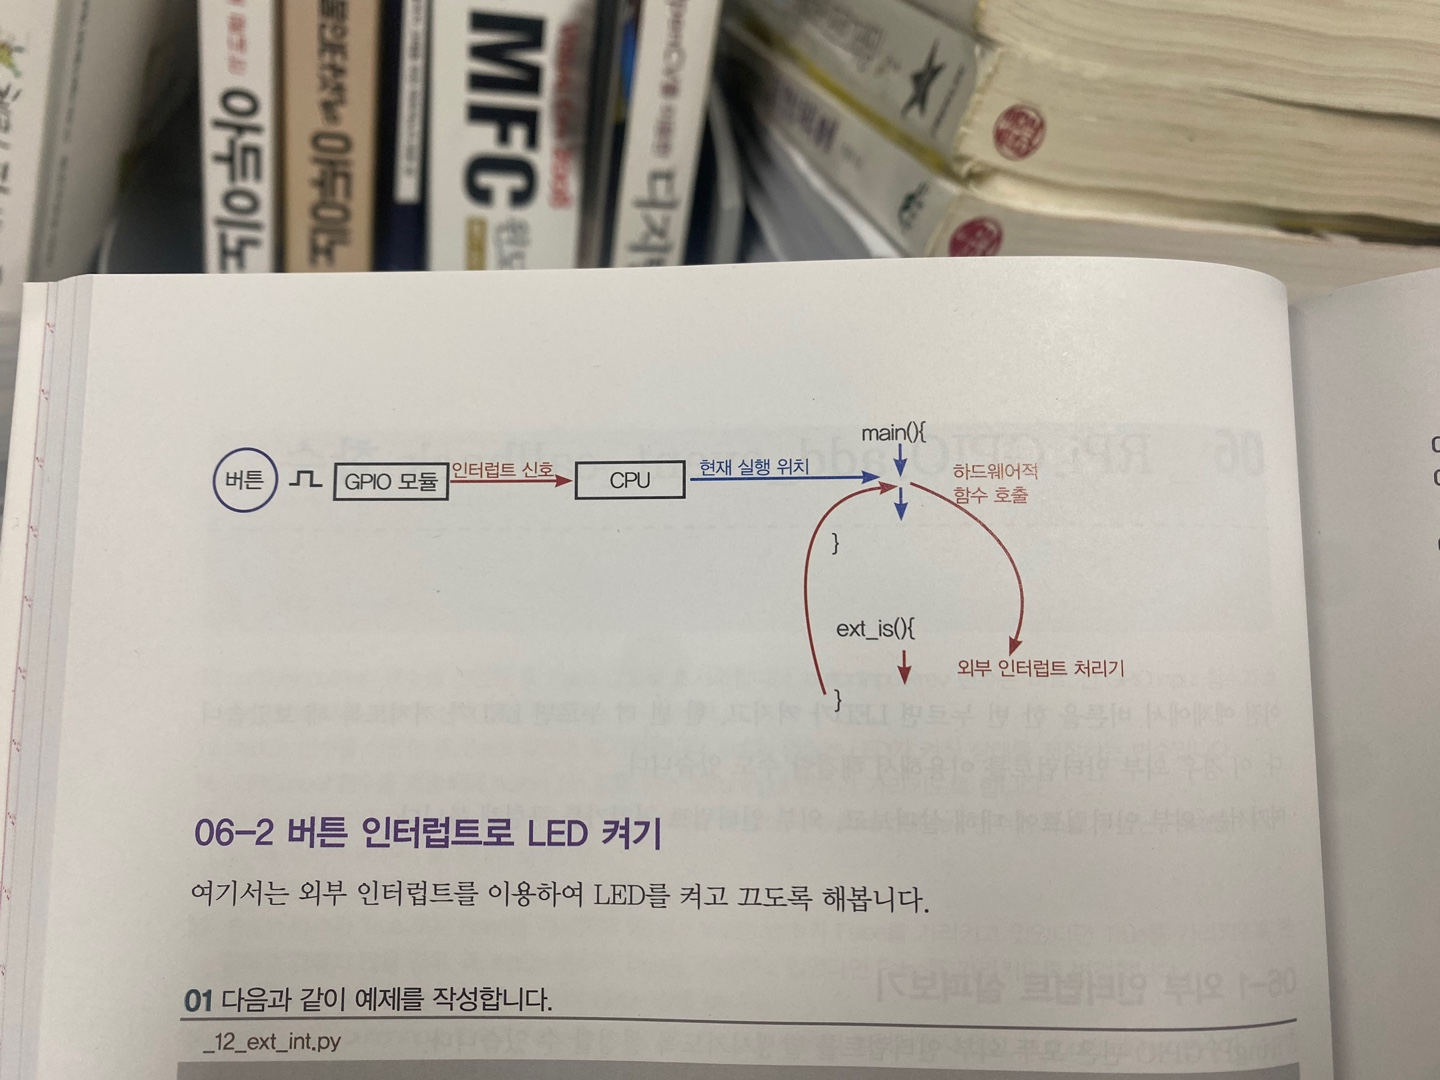 아두이노
아두이노
MFC
디지
main(){
버튼
GPIO 모듈
인터럽트 신호
CPU
현재 실행 위치
하드웨어적
함수 호출
}
ext_is(){
외부 인터럽트 처리기
}
06-2 버튼 인터럽트로 LED 켜기
여기서는 외부 인터럽트를 이용하여 LED를 켜고 끄도록 해봅니다.
01 다음과 같이 예제를 작성합니다.
_12_ext_int.py